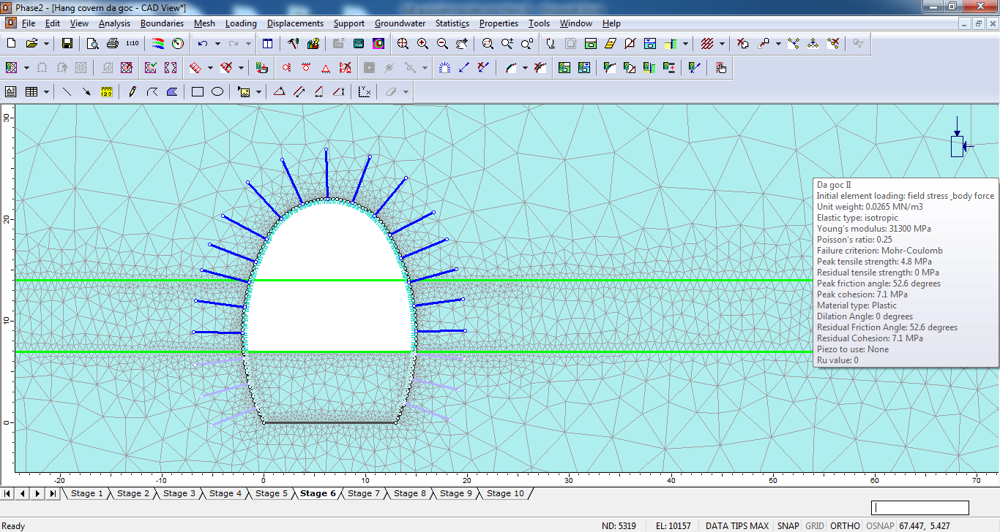 Phase2 - [Hang covern da goc - CAD View*]
File Edit View Analysis Boundaries Mesh Loading Displacements Support Groundwater Statistics Properties Tools Window Help
1:10
123
30
20
10
0
Da goc II
Initial element loading: field stress _body force
Unit weight: 0.0265 MN/m3
Elastic type: isotropic
Young's modulus: 31300 MPa
Poisson's ratio: 0.25
Failure criterion: Mohr-Coulomb
Peak tensile strength: 4.8 MPa
Residual tensile strength: 0 MPa
Peak friction angle: 52.6 degrees
Peak cohesion: 7.1 MPa
Material type: Plastic
Dilation Angle: 0 degrees
Residual Friction Angle: 52.6 degrees
Residual Cohesion: 7.1 MPa
Piezo to use: None
Ru value: 0
-20 -10 0 10 20 30 40 50 60 70
Stage 1 Stage 2 Stage 3 Stage 4 Stage 5 Stage 6 Stage 7 Stage 8 Stage 9 Stage 10
Ready ND: 5319 EL: 10157 DATA TIPS MAX SNAP GRID ORTHO OSNAP 67.447, 5.427